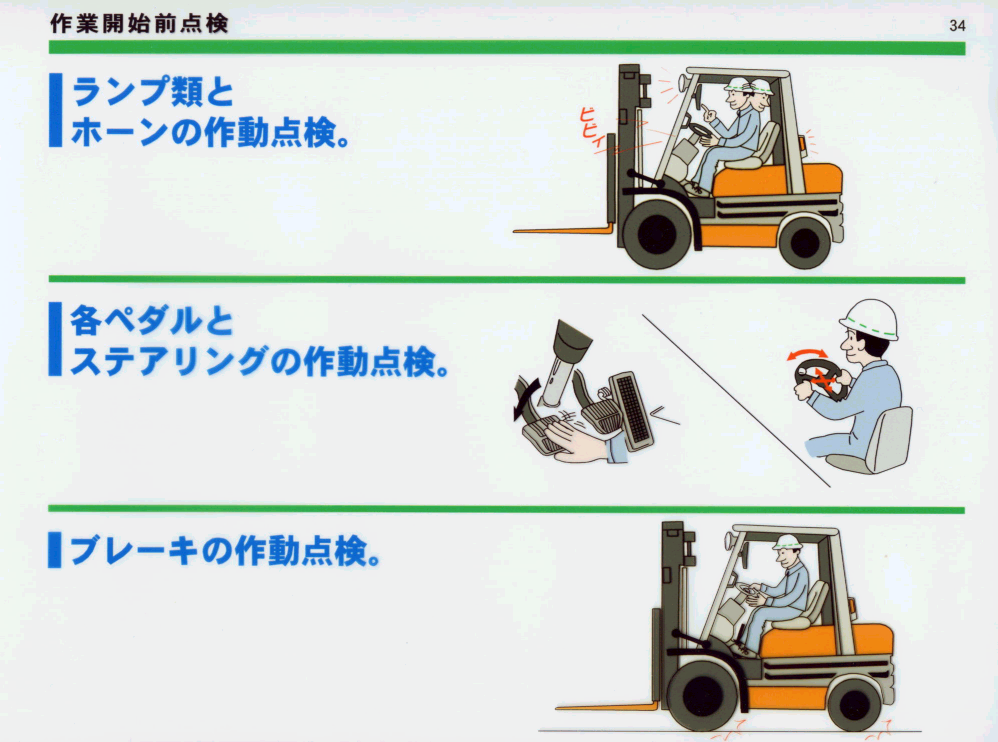 作業開始前点検
34
ランプ類と
ホーンの作動点検。
ビビィ
各ペダルと
ステアリングの作動点検。
ブレーキの作動点検。